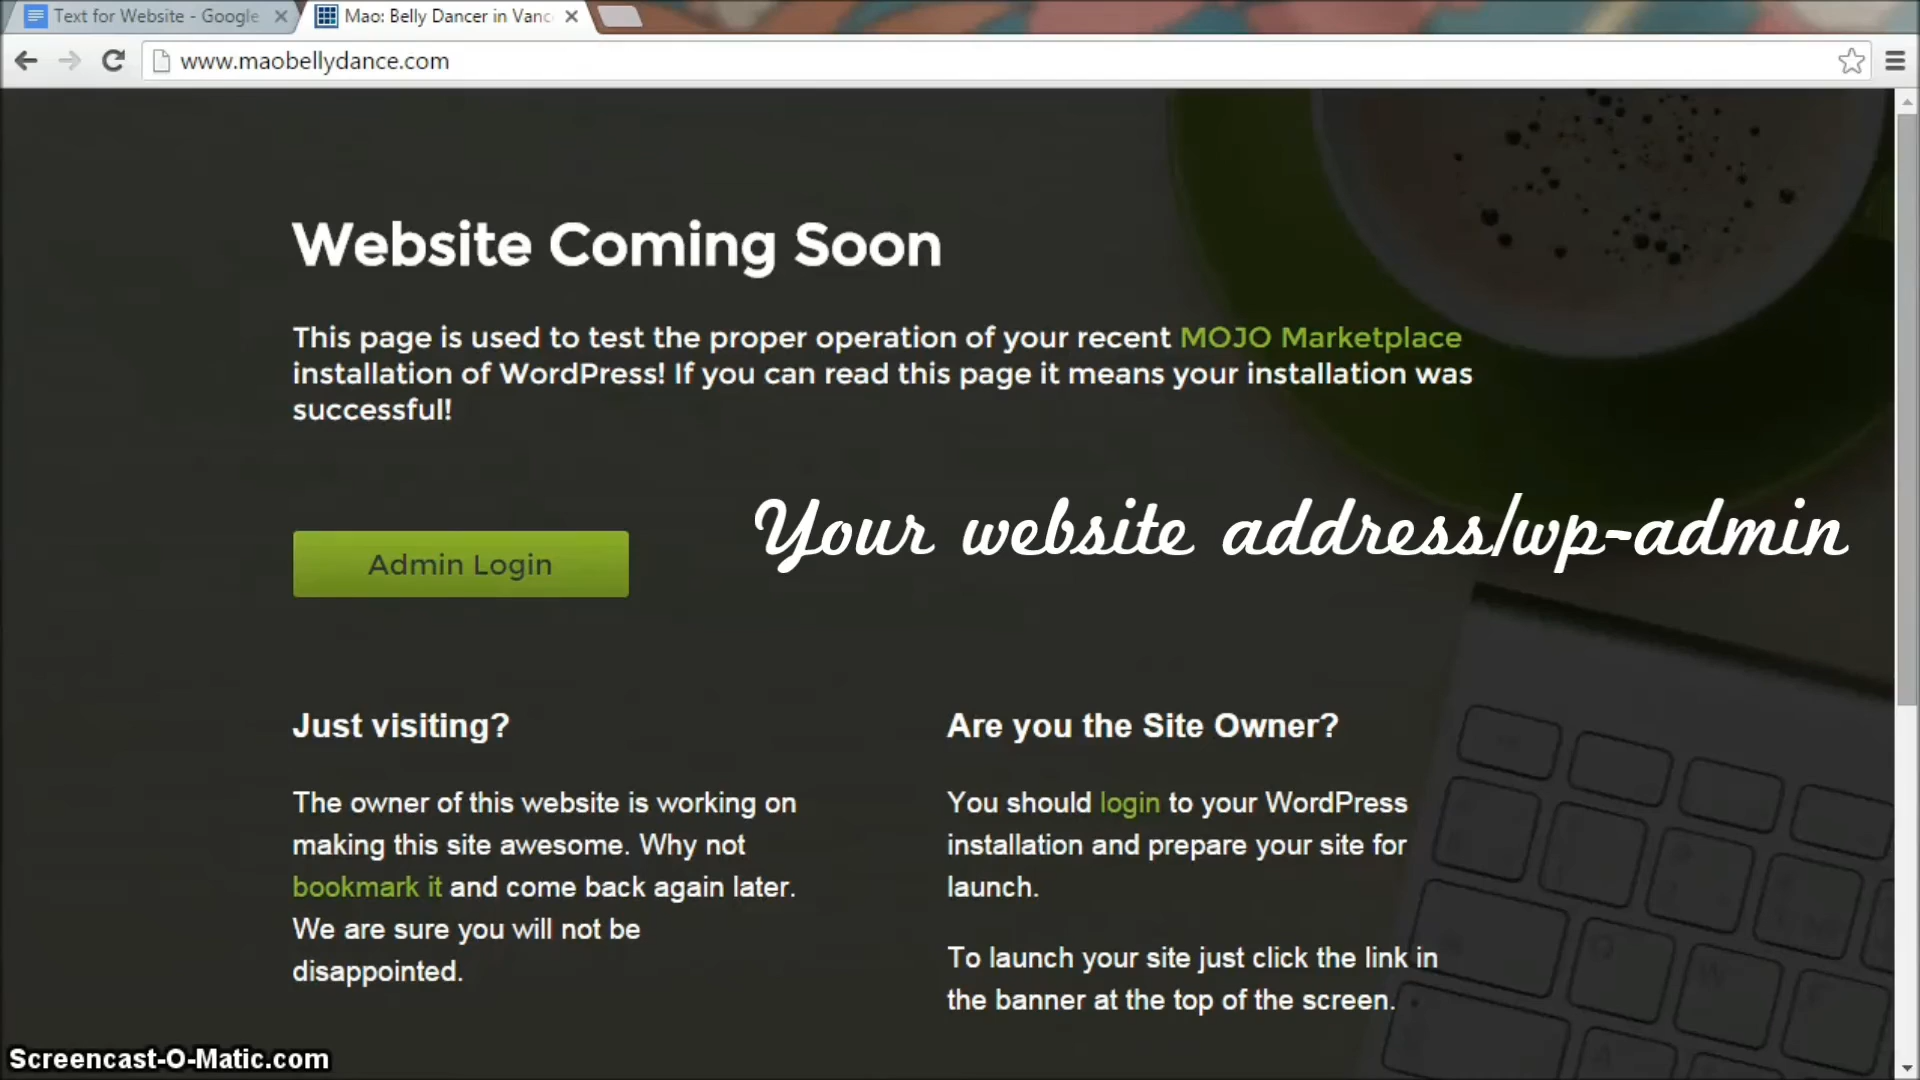 Text for Website - Google
Mao: Belly Dancer in Vanc
www.maobellydance.com
Website Coming Soon
This page is used to test the proper operation of your recent MOJO Marketplace
installation of WordPress! If you can read this page it means your installation was
successful!
Your website address/wp-admin
Admin Login
Just visiting?
The owner of this website is working on
making this site awesome. Why not
bookmark it and come back again later.
We are sure you will not be
disappointed.
Are you the Site Owner?
You should login to your WordPress
installation and prepare your site for
launch.
To launch your site just click the link in
the banner at the top of the screen.
Screencast-O-Matic.com